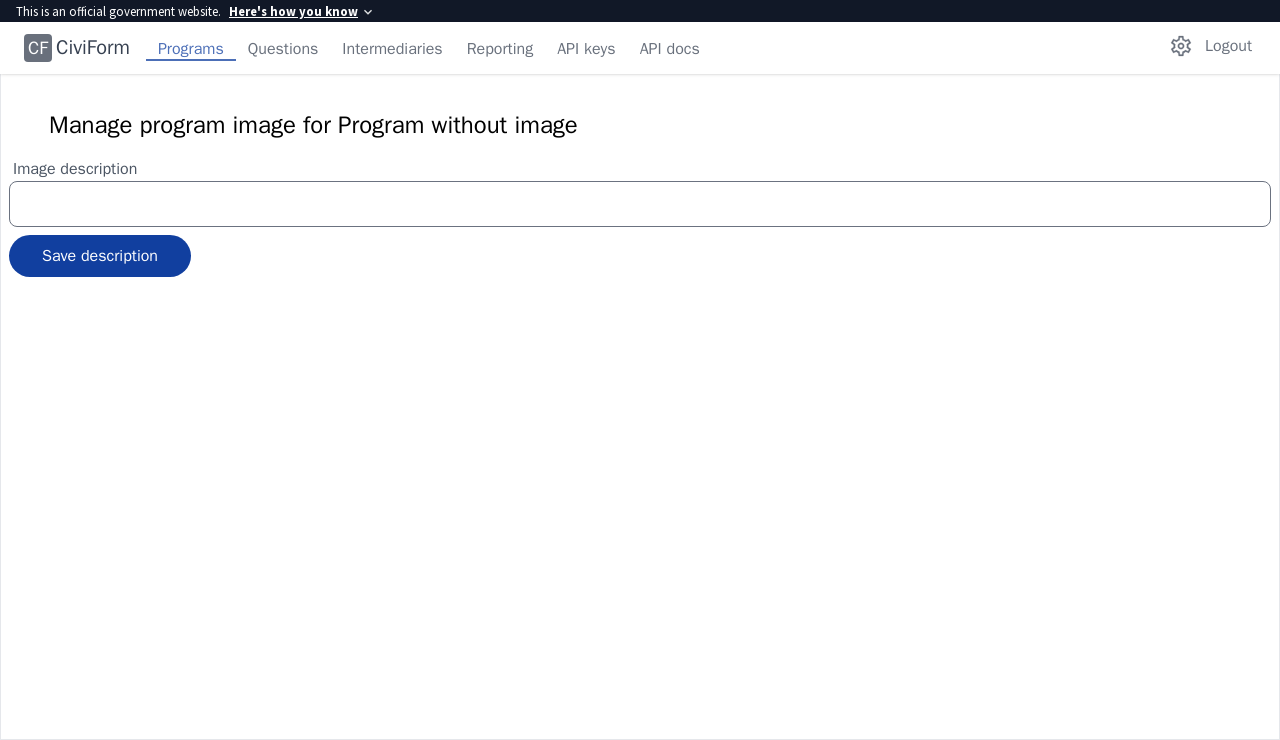 This is an official government website. Here's how you know
CF CiviForm Programs Questions Intermediaries Reporting API keys API docs Logout
Manage program image for Program without image
Image description
Save description